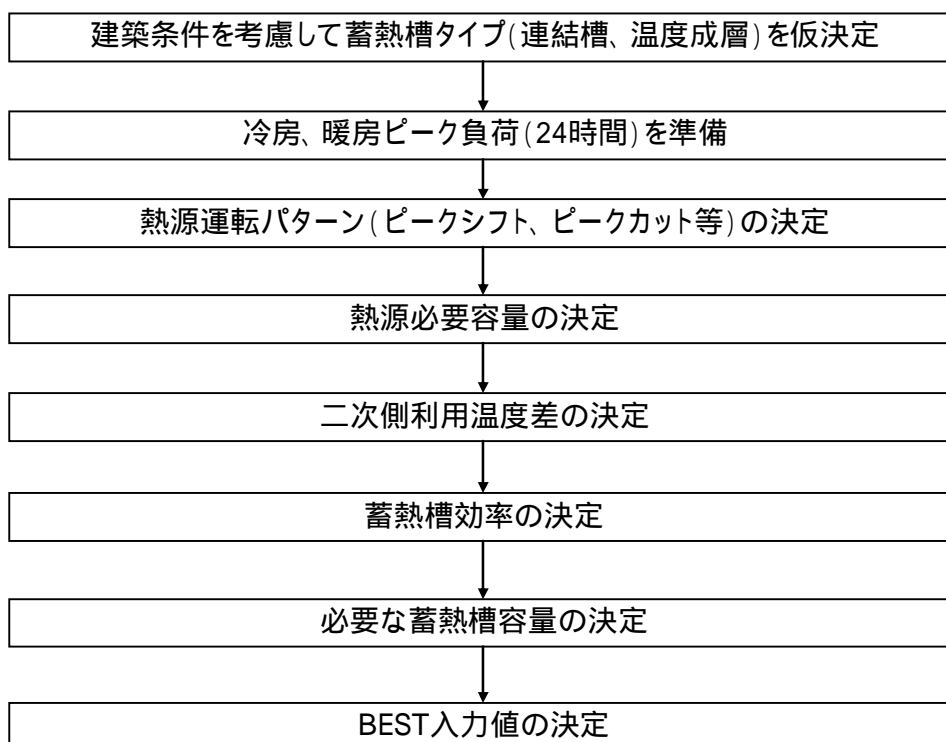 建築条件を考慮して蓄熱槽タイプ(連結槽、温度成層)を仮決定
冷房、暖房ピーク負荷(24時間)を準備
熱源運転パターン(ピークシフト、ピークカット等)の決定
熱源必要容量の決定
二次側利用温度差の決定
蓄熱槽効率の決定
必要な蓄熱槽容量の決定
BEST入力値の決定